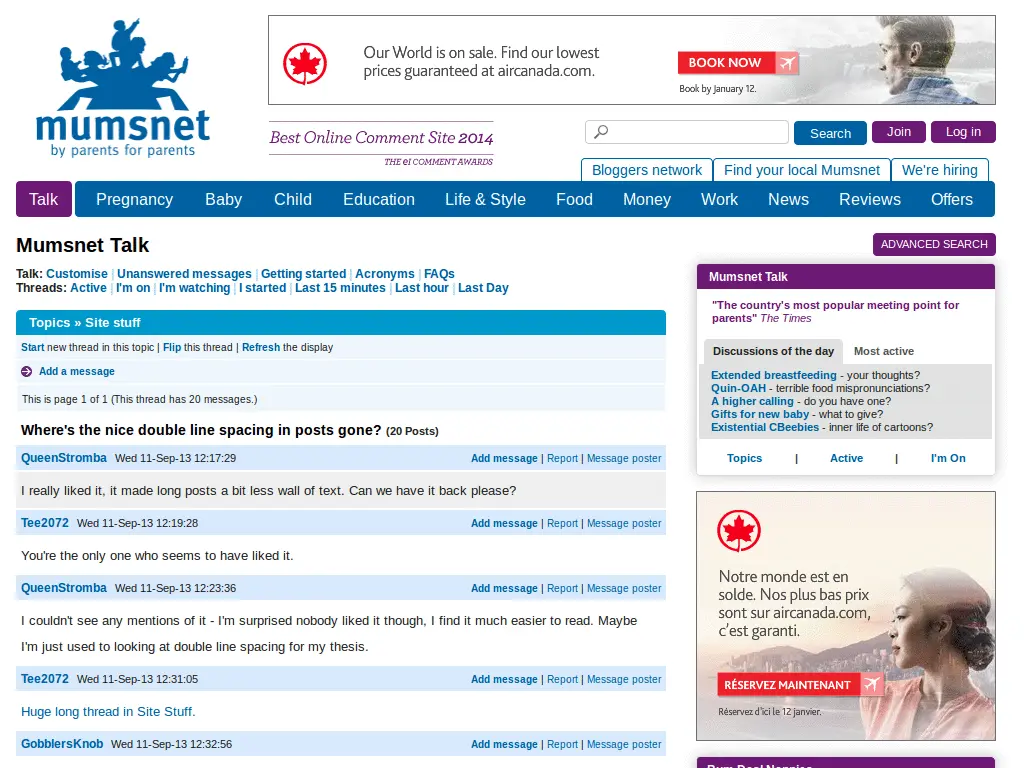 mumsnet
by parents for parents
Our World is on sale. Find our lowest
prices guaranteed at aircanada.com.
BOOK NOW
Book by January 12.
Best Online Comment Site 2014
THE ei COMMENT AWARDS
Search
Join
Log in
Bloggers network
Find your local Mumsnet
We're hiring
Talk
Pregnancy
Baby
Child
Education
Life & Style
Food
Money
Work
News
Reviews
Offers
Mumsnet Talk
ADVANCED SEARCH
Talk: Customise | Unanswered messages | Getting started | Acronyms | FAQs
Threads: Active | I'm on | I'm watching | I started | Last 15 minutes | Last hour | Last Day
Topics » Site stuff
Start new thread in this topic | Flip this thread | Refresh the display
Add a message
This is page 1 of 1 (This thread has 20 messages.)
Where's the nice double line spacing in posts gone? (20 Posts)
QueenStromba Wed 11-Sep-13 12:17:29 Add message | Report | Message poster
I really liked it, it made long posts a bit less wall of text. Can we have it back please?
Tee2072 Wed 11-Sep-13 12:19:28 Add message | Report | Message poster
You're the only one who seems to have liked it.
QueenStromba Wed 11-Sep-13 12:23:36 Add message | Report | Message poster
I couldn't see any mentions of it - I'm surprised nobody liked it though, I find it much easier to read. Maybe
I'm just used to looking at double line spacing for my thesis.
Tee2072 Wed 11-Sep-13 12:31:05 Add message | Report | Message poster
Huge long thread in Site Stuff.
GobblersKnob Wed 11-Sep-13 12:32:56 Add message | Report | Message poster
Mumsnet Talk
"The country's most popular meeting point for
parents" The Times
Discussions of the day
Most active
Extended breastfeeding - your thoughts?
Quin-OAH - terrible food mispronunciations?
A higher calling - do you have one?
Gifts for new baby - what to give?
Existential CBeebies - inner life of cartoons?
Topics | Active | I'm On
Notre monde est en
solde. Nos plus bas prix
sont sur aircanada.com,
c'est garanti.
RÉSERVEZ MAINTENANT
Réservez d'ici le 12 janvier.